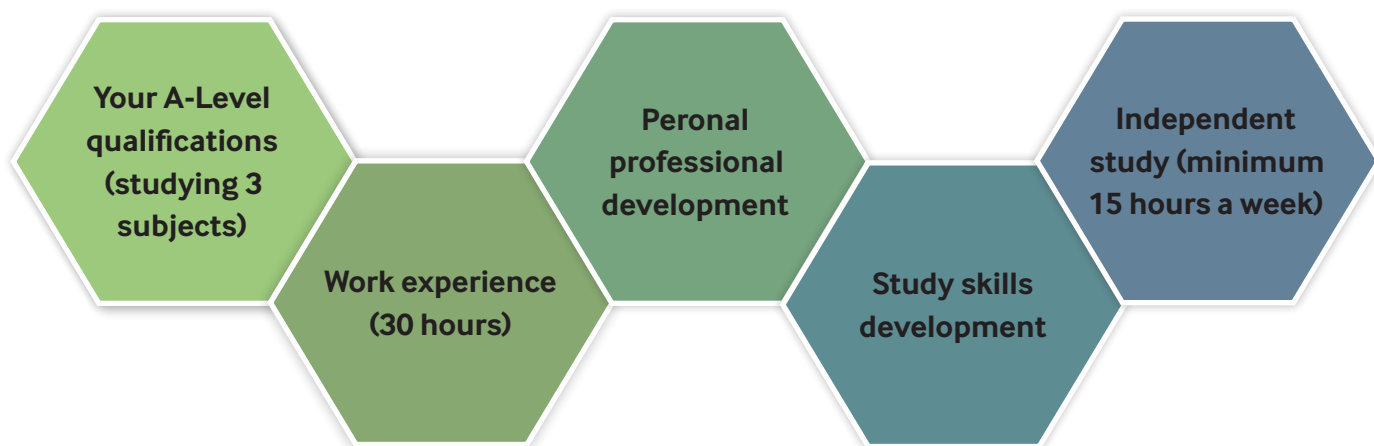 Your A-Level
qualifications
(studying 3
subjects)
Work experience
(30 hours)
Peronal
professional
development
Study skills
development
Independent
study (minimum
15 hours a week)